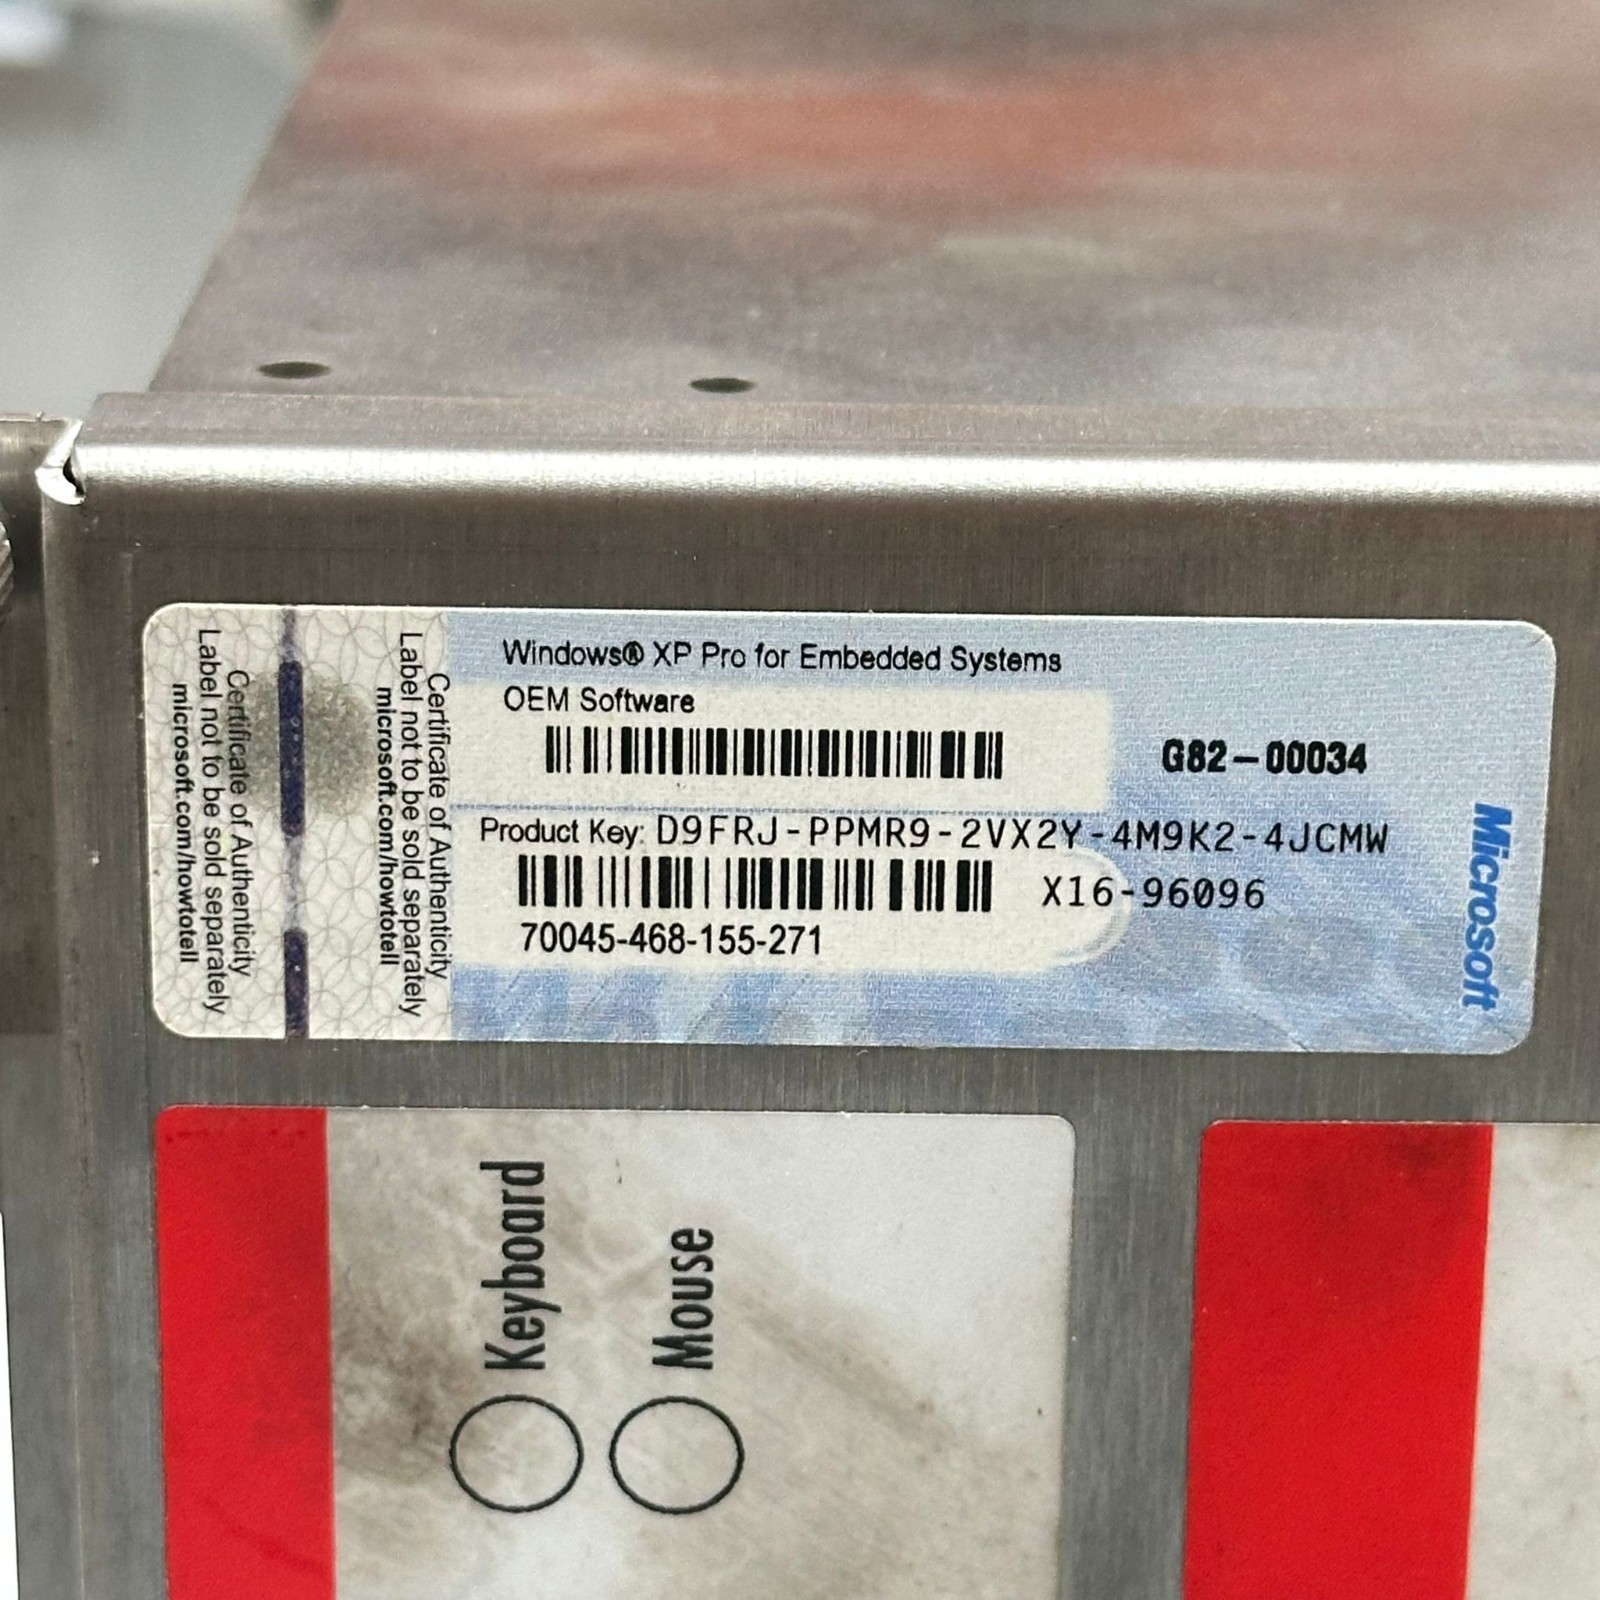 Certificate of Authenticity
Label not to be sold separately
microsoft.com/howtotell
Certificate of Authenticity
Label not to be sold separately
microsoft.com/howtotell
Windows® XP Pro for Embedded Systems
OEM Software
G82-00034
Product Key: D9FRJ-PPMR9-2VX2Y-4M9K2-4JCMW
X16-96096
70045-468-155-271
Microsoft
Keyboard
Mouse